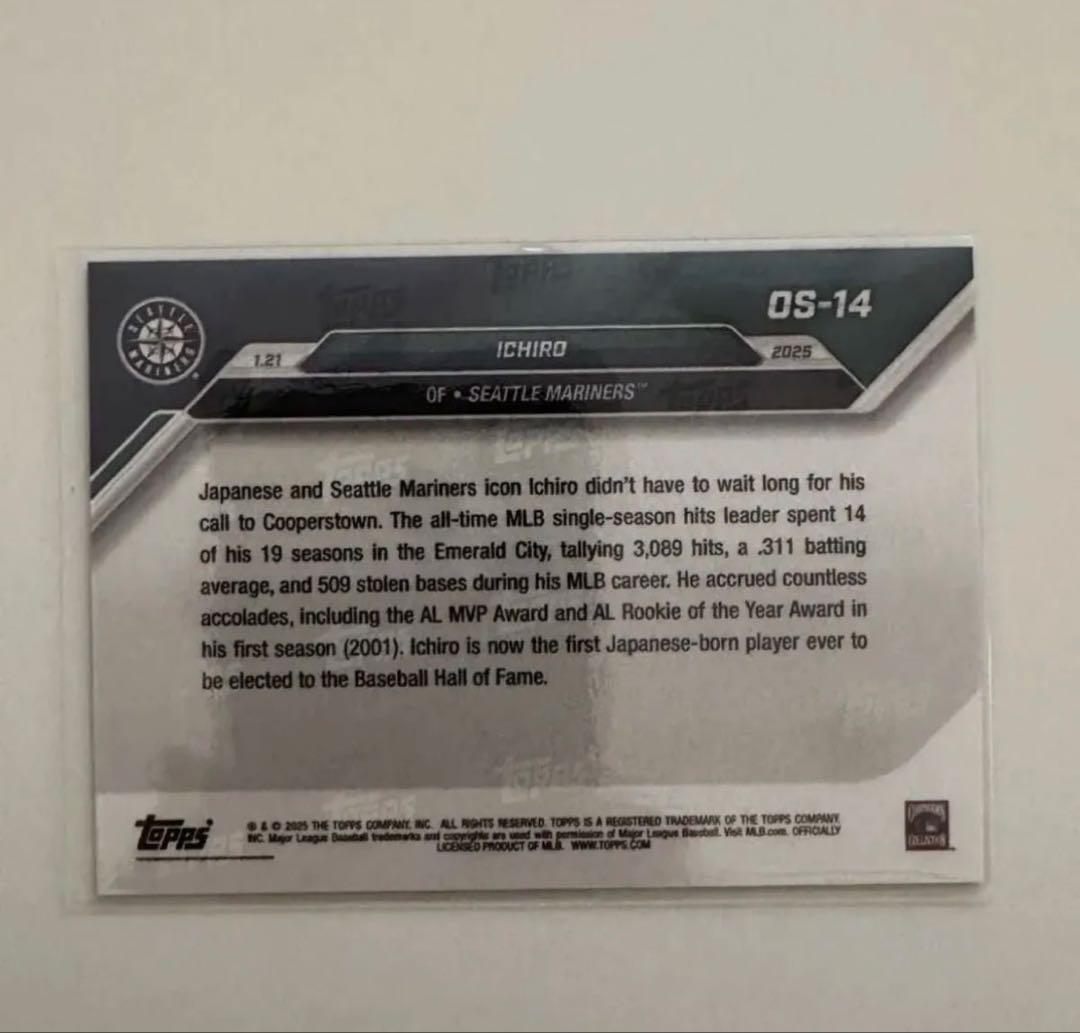 OS-14
SEATTLE MARINERS
1.21
ICHIRO
2025
OF • SEATTLE MARINERS™
Japanese and Seattle Mariners icon Ichiro didn't have to wait long for his
call to Cooperstown. The all-time MLB single-season hits leader spent 14
of his 19 seasons in the Emerald City, tallying 3,089 hits, a .311 batting
average, and 509 stolen bases during his MLB career. He accrued countless
accolades, including the AL MVP Award and AL Rookie of the Year Award in
his first season (2001). Ichiro is now the first Japanese-born player ever to
be elected to the Baseball Hall of Fame.
Topps
® & © 2025 THE TOPPS COMPANY, INC. ALL RIGHTS RESERVED. TOPPS IS A REGISTERED TRADEMARK OF THE TOPPS COMPANY,
INC. Major League Baseball trademarks and copyrights are used with permission of Major League Baseball. Visit MLB.com. OFFICIALLY
LICENSED PRODUCT OF MLB. WWW.TOPPS.COM